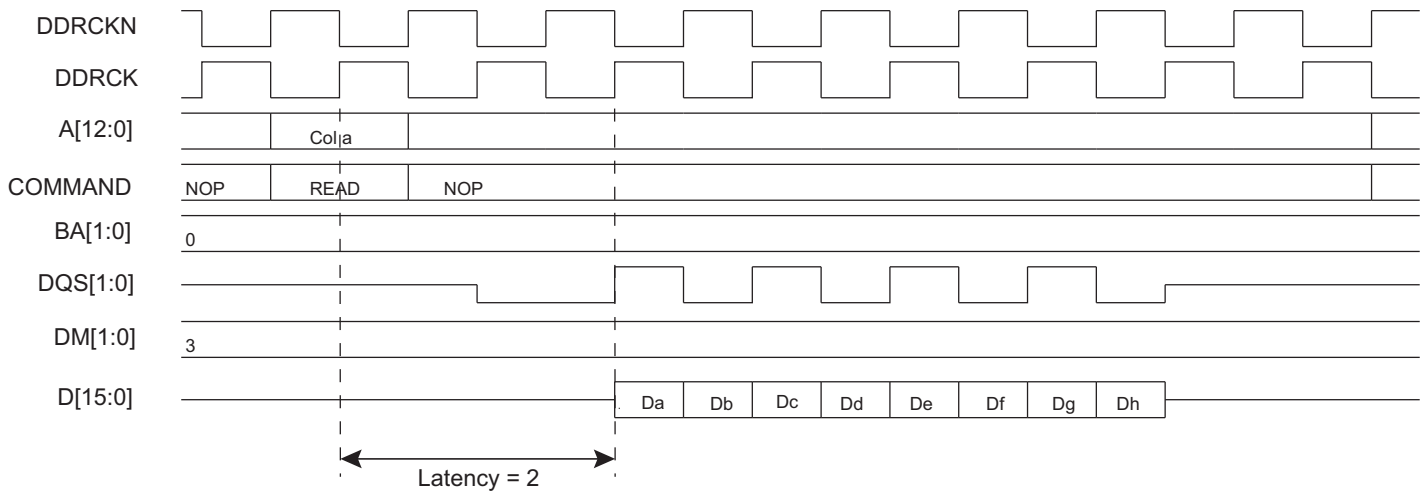 DDRCKN
DDRCK
A[12:0] Col a
COMMAND NOP READ NOP
BA[1:0] 0
DQS[1:0]
DM[1:0] 3
D[15:0] Da Db Dc Dd De Df Dg Dh
Latency = 2